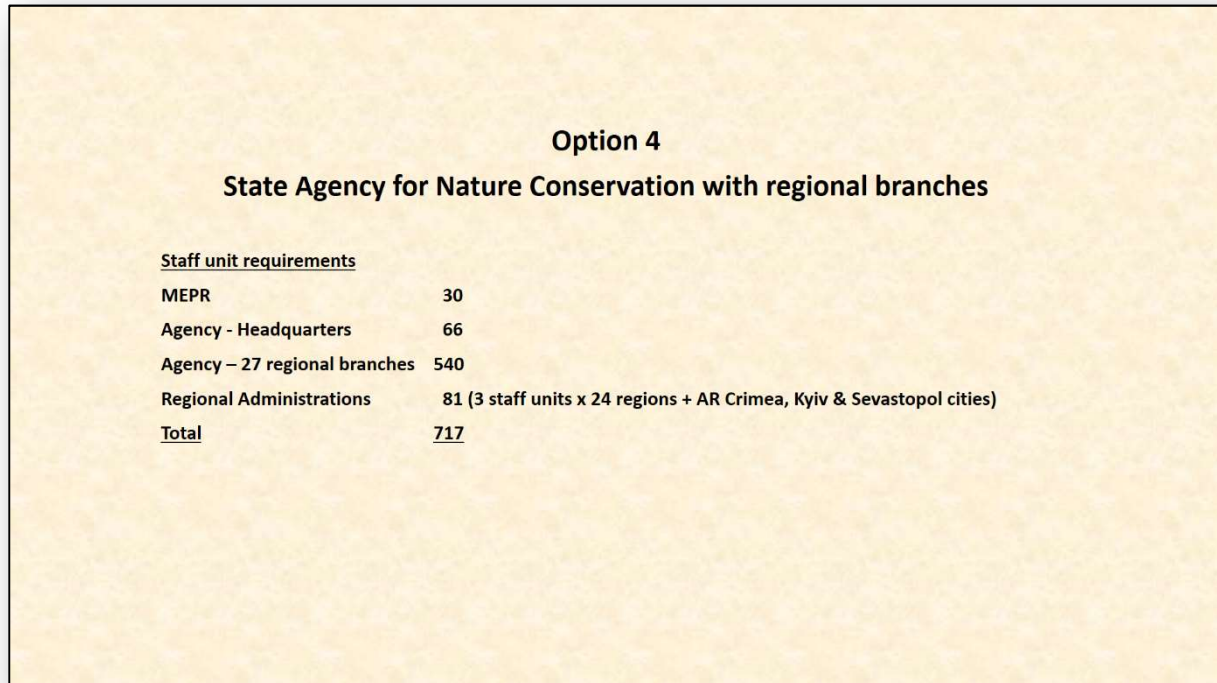 Option 4
State Agency for Nature Conservation with regional branches
Staff unit requirements
MEPR 30
Agency - Headquarters 66
Agency – 27 regional branches 540
Regional Administrations 81 (3 staff units x 24 regions + AR Crimea, Kyiv & Sevastopol cities)
Total 717